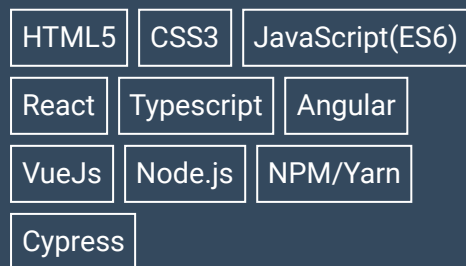 HTML5 CSS3 JavaScript(ES6)
React Typescript Angular
VueJs Node.js NPM/Yarn
Cypress